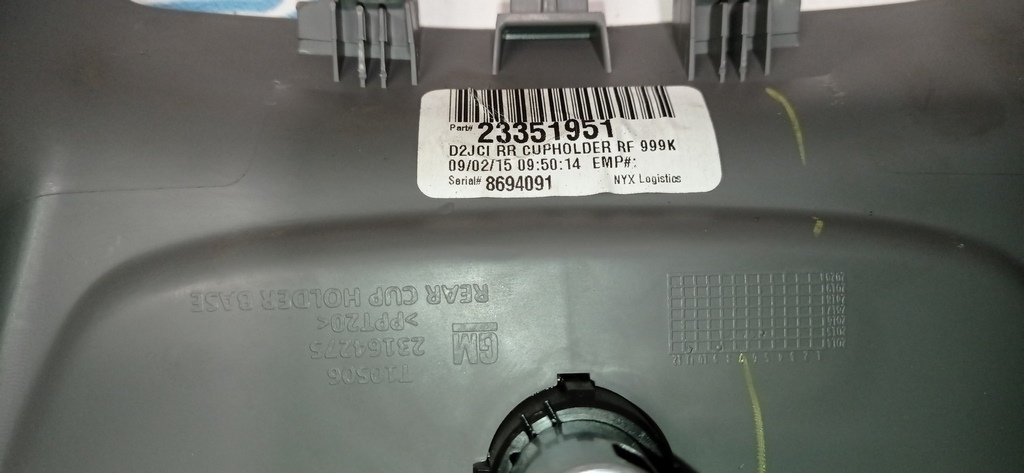 Part# 23351951
D2JCI RR CUPHOLDER RF 999K
09/02/15 09:50:14 EMP#:
Serial# 8694091 NYX Logistics
REAR CUP HOLDER BASE
>PPT20<
GM 23164275
T10506